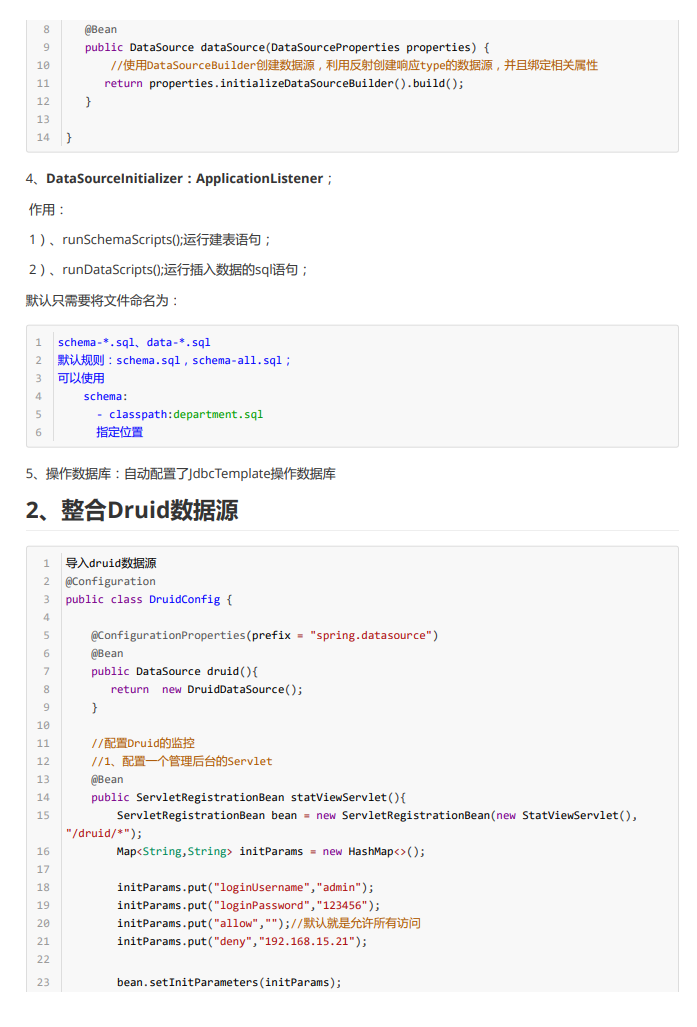 8 @Bean
9 public DataSource dataSource(DataSourceProperties properties) {
10 //使用DataSourceBuilder创建数据源，利用反射创建响应type的数据源，并且绑定相关属性
11 return properties.initializeDataSourceBuilder().build();
12 }
13
14 }
4、DataSourceInitializer：ApplicationListener；
作用：
1）、runSchemaScripts();运行建表语句；
2）、runDataScripts();运行插入数据的sql语句；
默认只需要将文件命名为：
1 schema-*.sql、data-*.sql
2 默认规则：schema.sql，schema-all.sql；
3 可以使用
4 schema:
5 - classpath:department.sql
6 指定位置
5、操作数据库：自动配置了JdbcTemplate操作数据库
2、整合Druid数据源
1 导入druid数据源
2 @Configuration
3 public class DruidConfig {
4
5 @ConfigurationProperties(prefix = "spring.datasource")
6 @Bean
7 public DataSource druid(){
8 return  new DruidDataSource();
9 }
10
11 //配置Druid的监控
12 //1、配置一个管理后台的Servlet
13 @Bean
14 public ServletRegistrationBean statViewServlet(){
15 ServletRegistrationBean bean = new ServletRegistrationBean(new StatViewServlet(),
"/druid/*");
16 Map<String,String> initParams = new HashMap<>();
17
18 initParams.put("loginUsername","admin");
19 initParams.put("loginPassword","123456");
20 initParams.put("allow","");//默认就是允许所有访问
21 initParams.put("deny","192.168.15.21");
22
23 bean.setInitParameters(initParams);